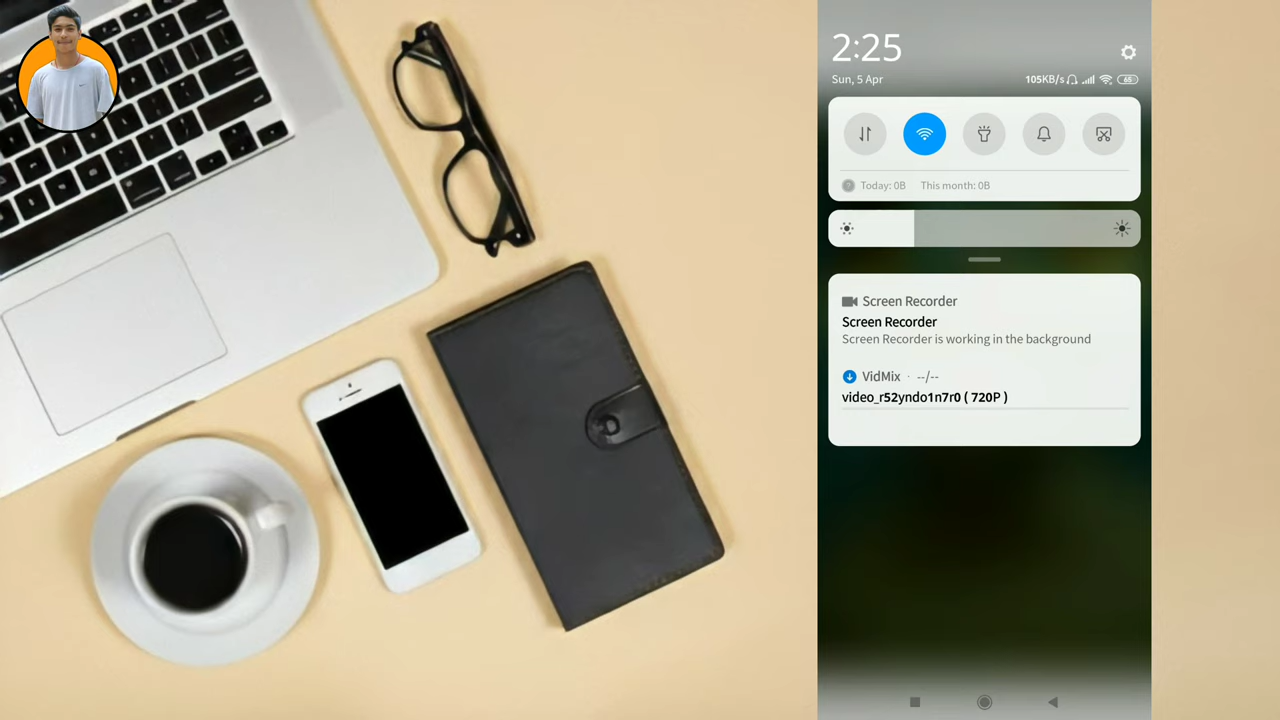 2:25
Sun, 5 Apr
105KB/s
65
Today: 0B This month: 0B
Screen Recorder
Screen Recorder
Screen Recorder is working in the background
VidMix · --/--
video_r52yndo1n7r0 ( 720P )